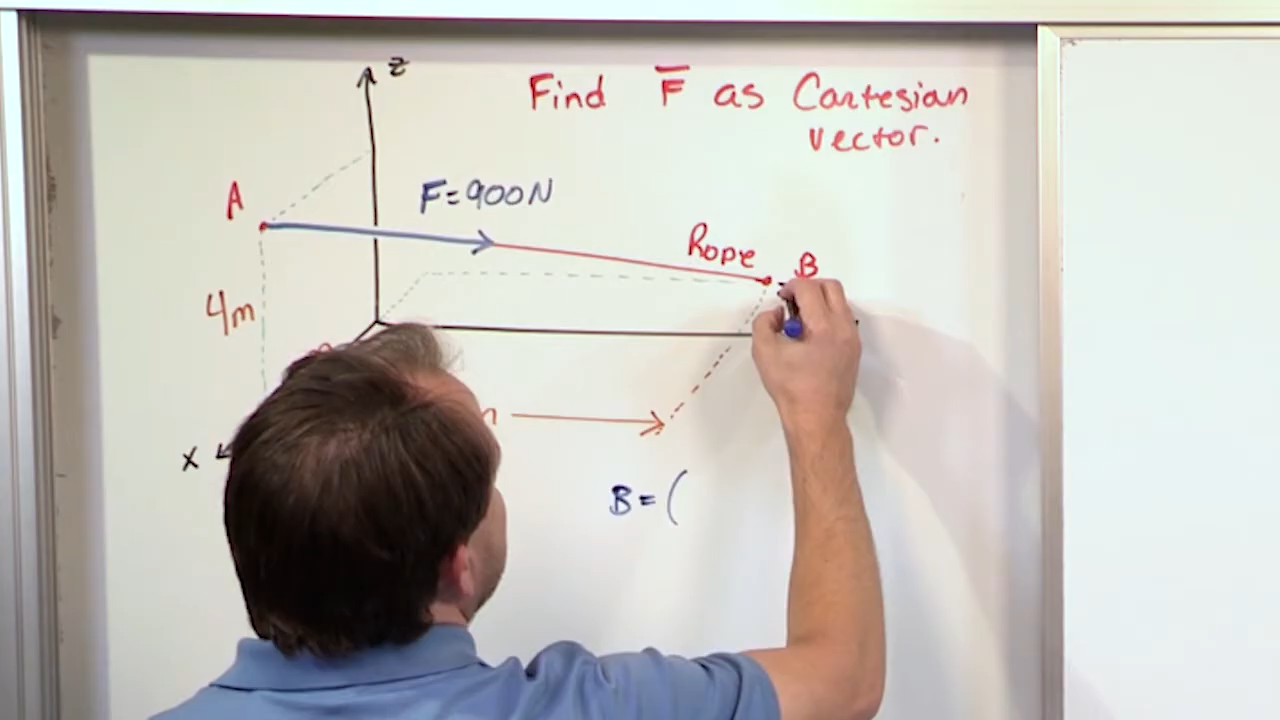 z
Find F̅ as Cartesian
vector.
A
F=900N
Rope
B
4m
x
B=(